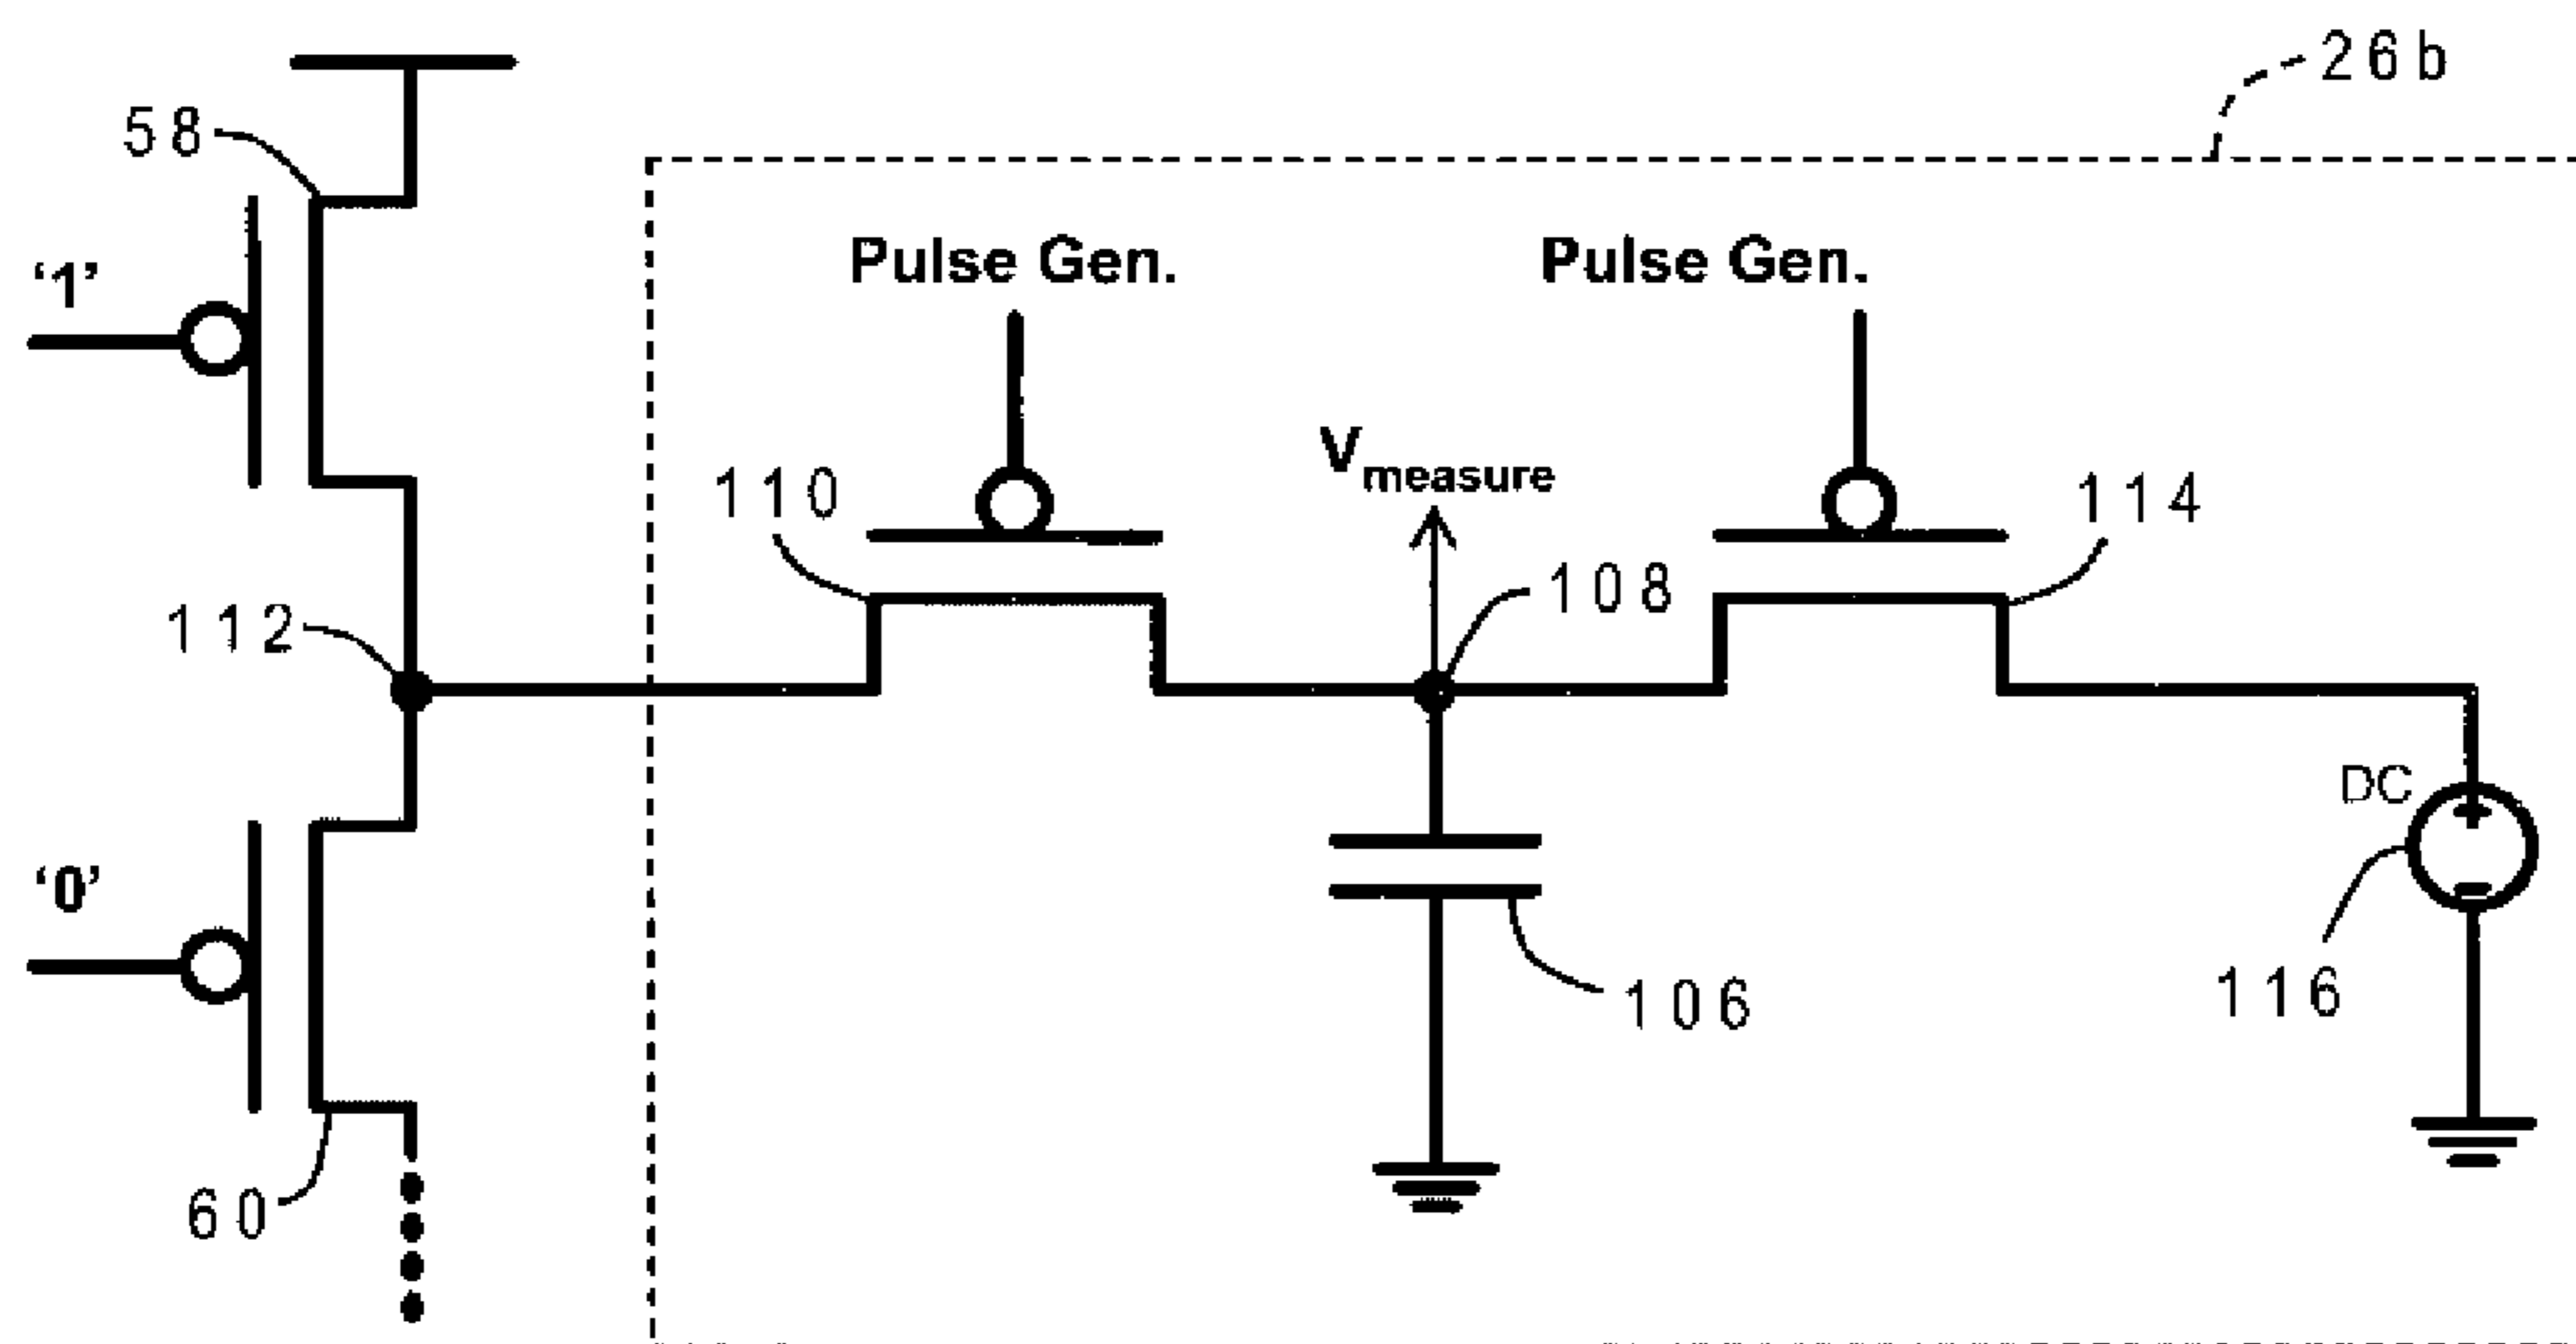 26b
58
‘1’
Pulse Gen. Pulse Gen.
Vmeasure
110
114
108
112
DC
‘0’
106
116
60